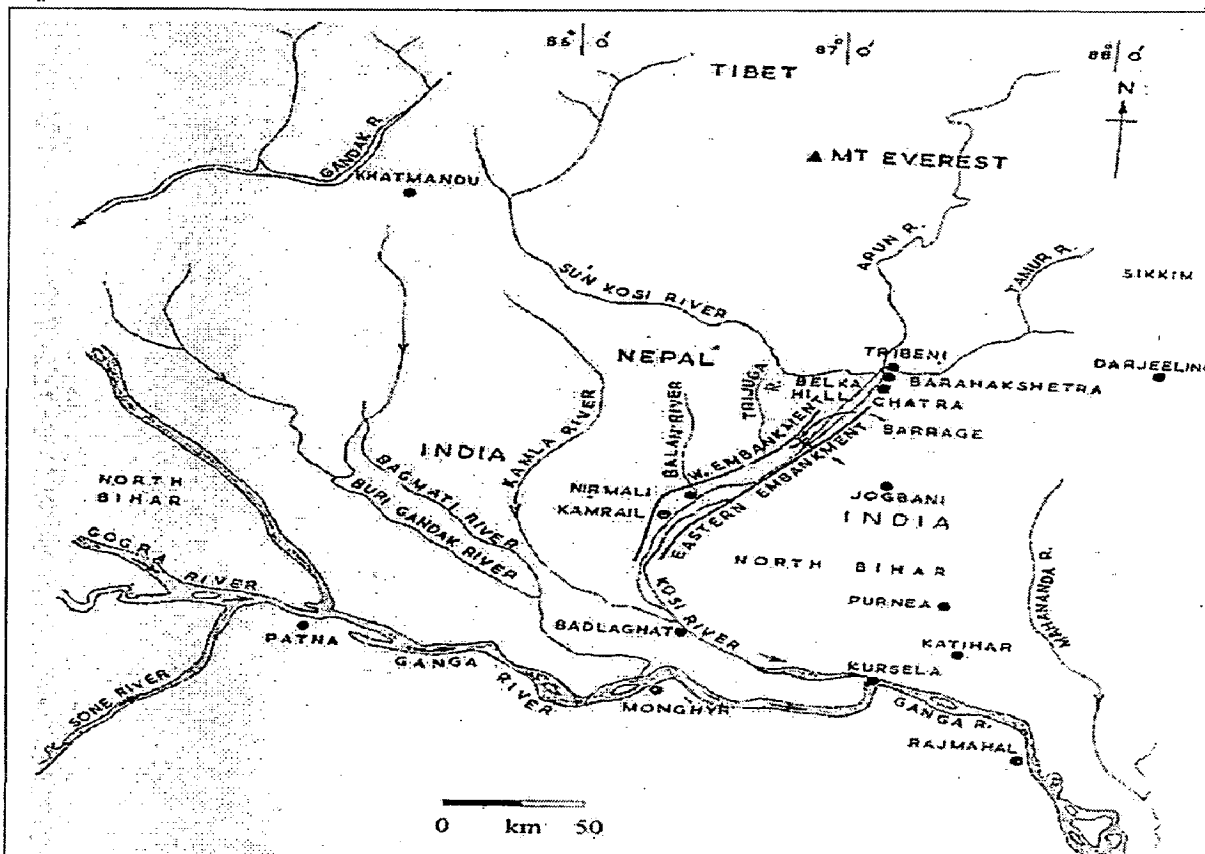 86° 0'
87° 0'
88° 0'
TIBET
N
GANDAK R.
KHATMANDU
MT EVEREST
ARUN R.
TAMUR R.
SIKKIM
SUN KOSI RIVER
NEPAL
TRIBENI
DARJEELING
BELKA
HILL
BARAHAKSHETRA
CHATRA
TRIJUGA
R.
BALAN RIVER
KAMLA RIVER
W. EMBANKMENT
BARRAGE
INDIA
BAGMATI RIVER
BURI GANDAK RIVER
NORTH
BIHAR
NIRMALI
KAMRAIL
EASTERN EMBANKMENT
JOGBANI
INDIA
NORTH BIHAR
GOGRA
RIVER
KOSI RIVER
PURNEA
MAHANANDA R.
PATNA
BADLAGHAT
KATIHAR
GANGA
RIVER
KURSELA
SONE RIVER
MONGHYR
GANGA R.
RAJMAHAL
0 km 50